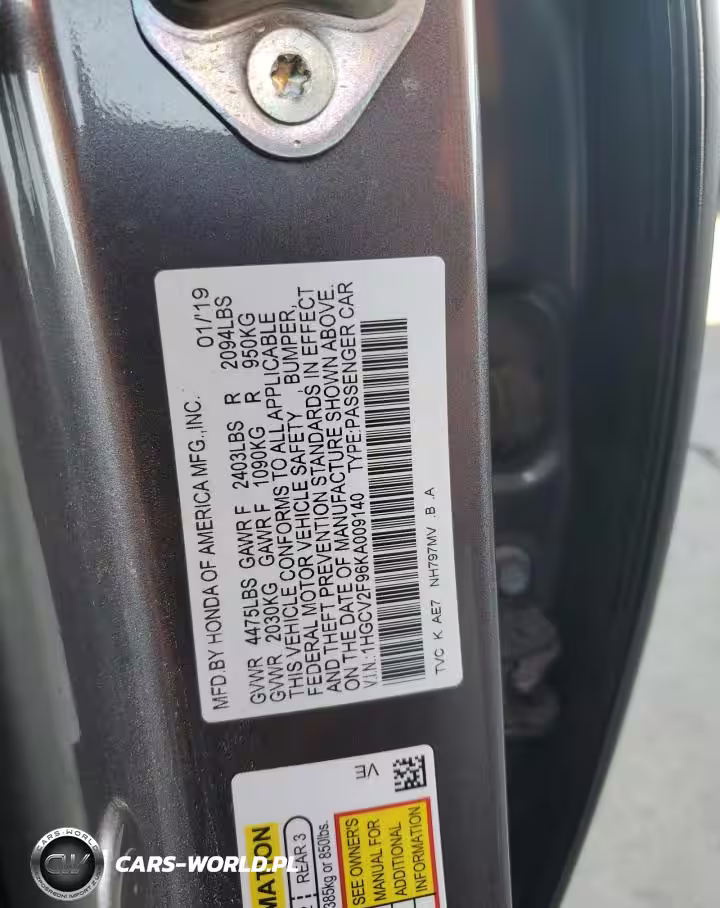 MFD.BY HONDA OF AMERICA MFG.,INC. 01/'19
GVWR 4475LBS GAWR F 2403LBS R 2094LBS
GVWR 2030KG GAWR F 1090KG R 950KG
THIS VEHICLE CONFORMS TO ALL APPLICABLE
FEDERAL MOTOR VEHICLE SAFETY , BUMPER,
AND THEFT PREVENTION STANDARDS IN EFFECT
ON THE DATE OF MANUFACTURE SHOWN ABOVE.
V.I.N.:1HGCV2F96KA009140 TYPE:PASSENGER CAR
TVC K AE7 NH797MV .B .A
VE
MATION
REAR 3
385kg or 850lbs.
SEE OWNER'S
MANUAL FOR
ADDITIONAL
INFORMATION
CARS-WORLD
CW
CARS-WORLD.PL